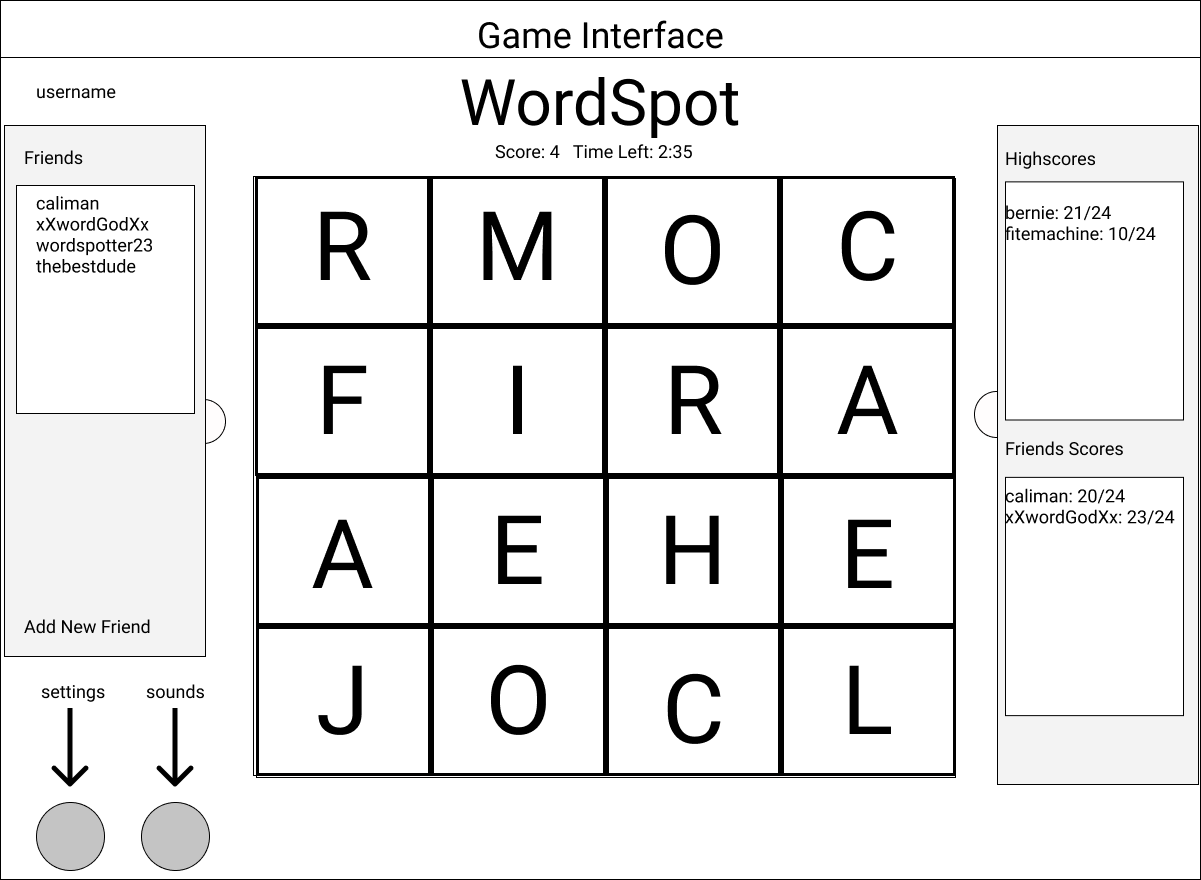 Game Interface
username
WordSpot
Score: 4   Time Left: 2:35
Friends
caliman
xXwordGodXx
wordspotter23
thebestdude
Add New Friend
settings
sounds
R M O C
F I R A
A E H E
J O C L
Highscores
bernie: 21/24
fitemachine: 10/24
Friends Scores
caliman: 20/24
xXwordGodXx: 23/24